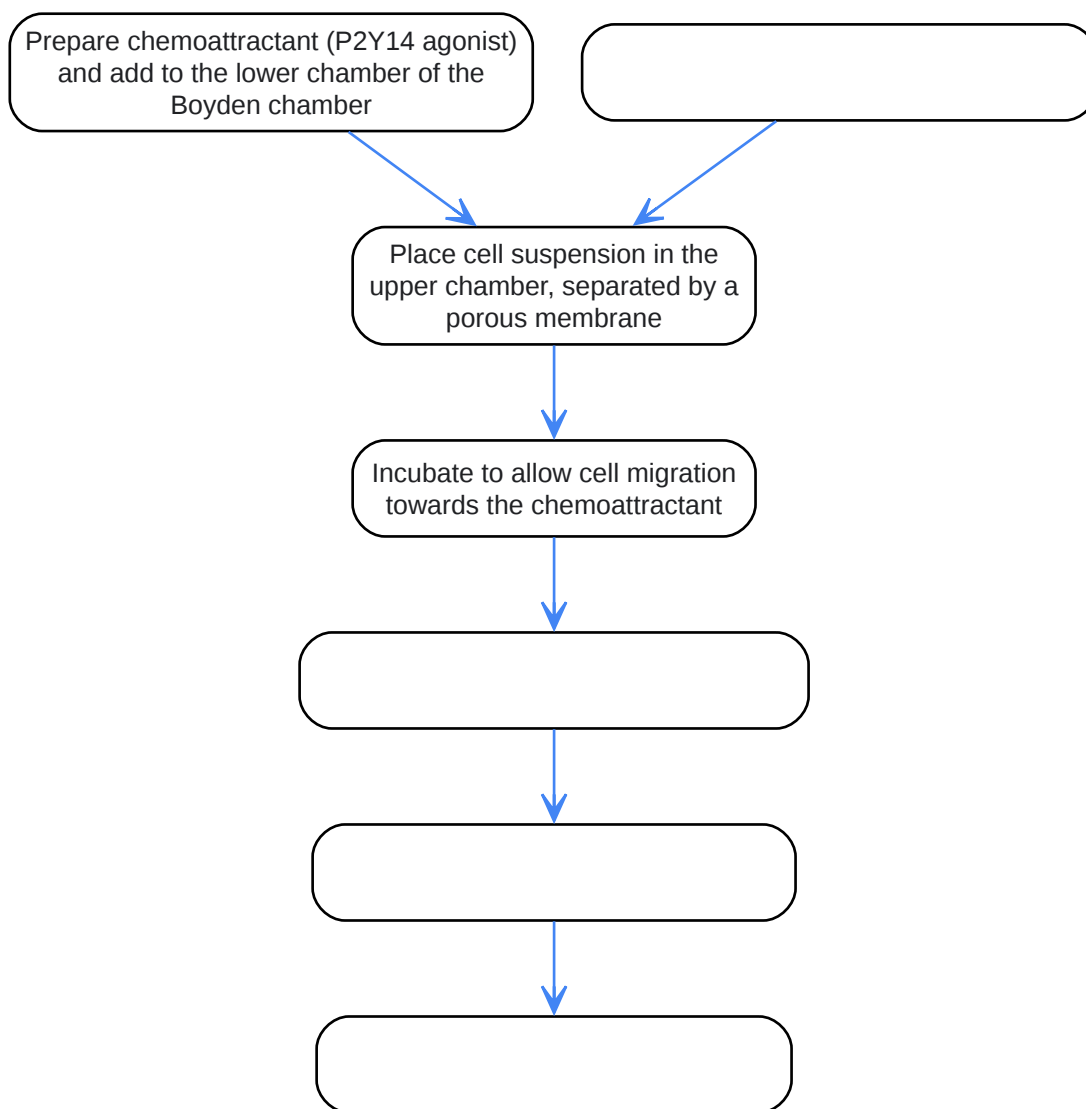 Prepare chemoattractant (P2Y14 agonist)
and add to the lower chamber of the
Boyden chamber
Place cell suspension in the
upper chamber, separated by a
porous membrane
Incubate to allow cell migration
towards the chemoattractant